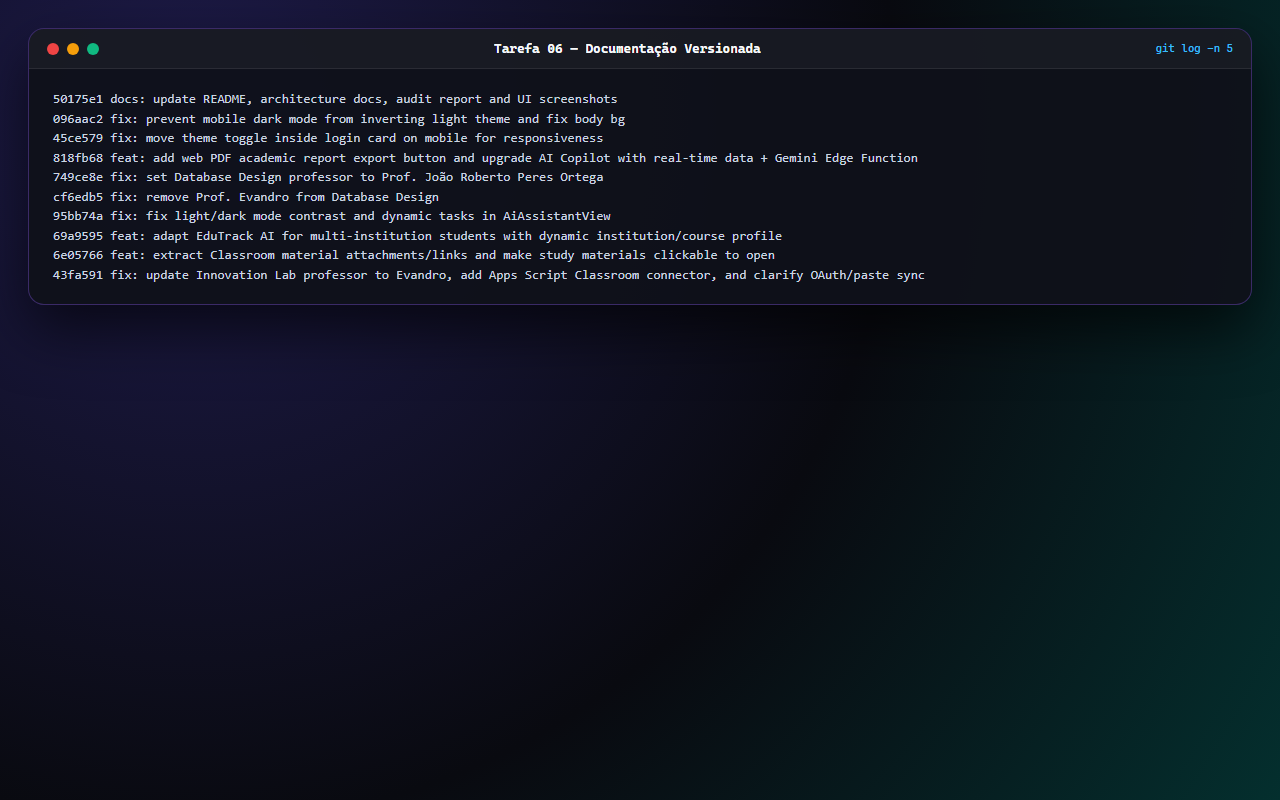 Tarefa 06 — Documentação Versionada
git log -n 5
50175e1 docs: update README, architecture docs, audit report and UI screenshots
096aac2 fix: prevent mobile dark mode from inverting light theme and fix body bg
45ce579 fix: move theme toggle inside login card on mobile for responsiveness
818fb68 feat: add web PDF academic report export button and upgrade AI Copilot with real-time data + Gemini Edge Function
749ce8e fix: set Database Design professor to Prof. João Roberto Peres Ortega
cf6edb5 fix: remove Prof. Evandro from Database Design
95bb74a fix: fix light/dark mode contrast and dynamic tasks in AiAssistantView
69a9595 feat: adapt EduTrack AI for multi-institution students with dynamic institution/course profile
6e05766 feat: extract Classroom material attachments/links and make study materials clickable to open
43fa591 fix: update Innovation Lab professor to Evandro, add Apps Script Classroom connector, and clarify OAuth/paste sync